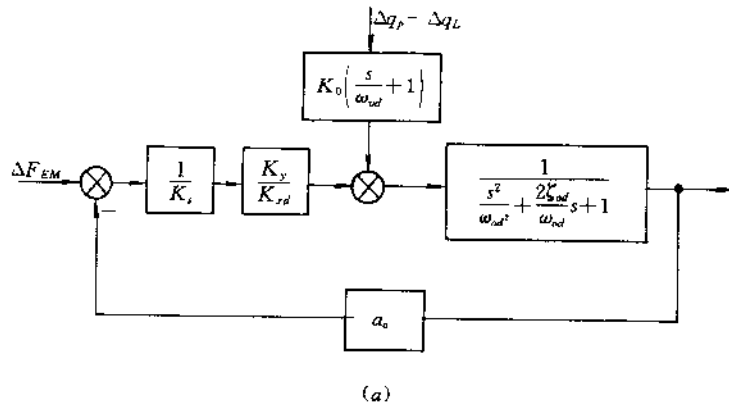 Δq_p − Δq_L
K_0(s/ω_od + 1)
ΔF_EM
1/K_s
K_y/K_sd
1/(s²/ω_od² + 2ζ_od/ω_od s + 1)
−
a_o
(a)